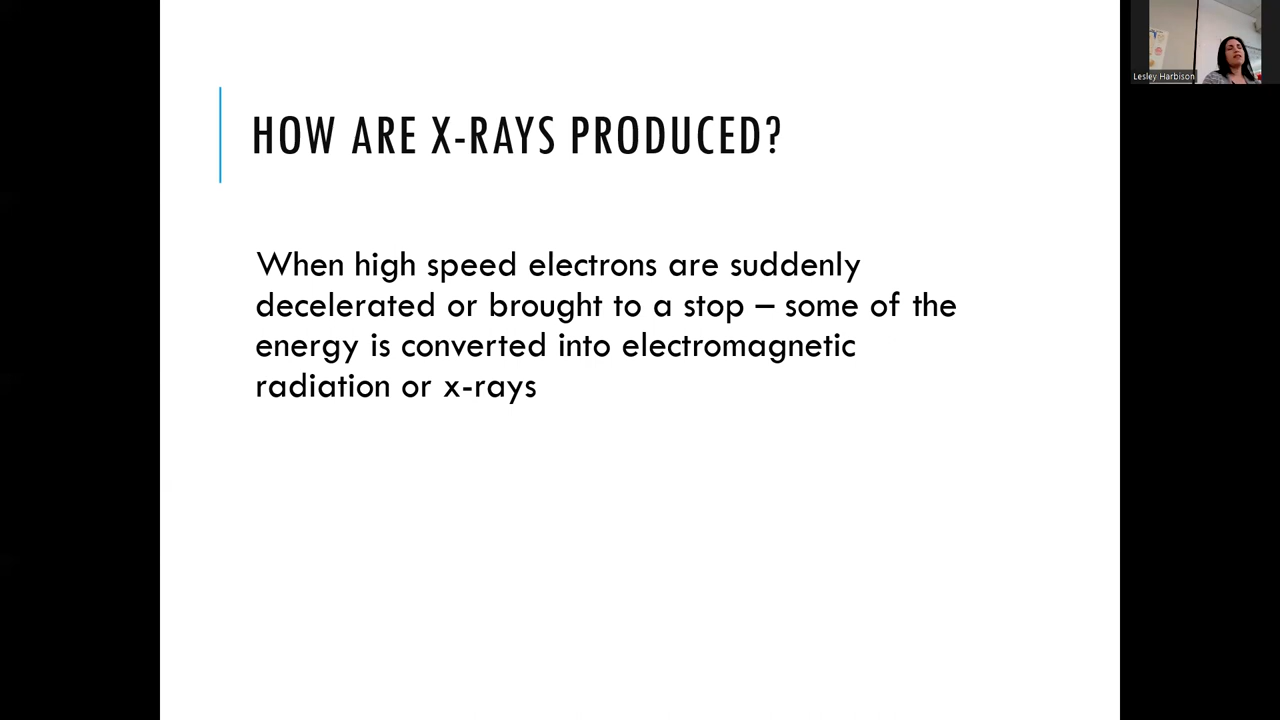 HOW ARE X-RAYS PRODUCED?
When high speed electrons are suddenly
decelerated or brought to a stop – some of the
energy is converted into electromagnetic
radiation or x-rays
Lesley Harbison